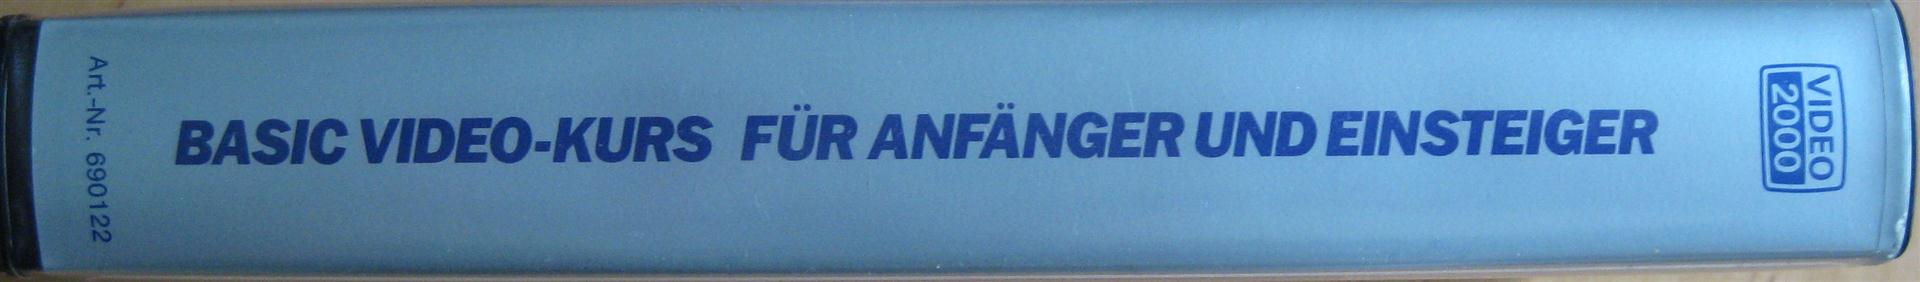 Art.-Nr. 690122
BASIC VIDEO-KURS FÜR ANFÄNGER UND EINSTEIGER
VIDEO
2000